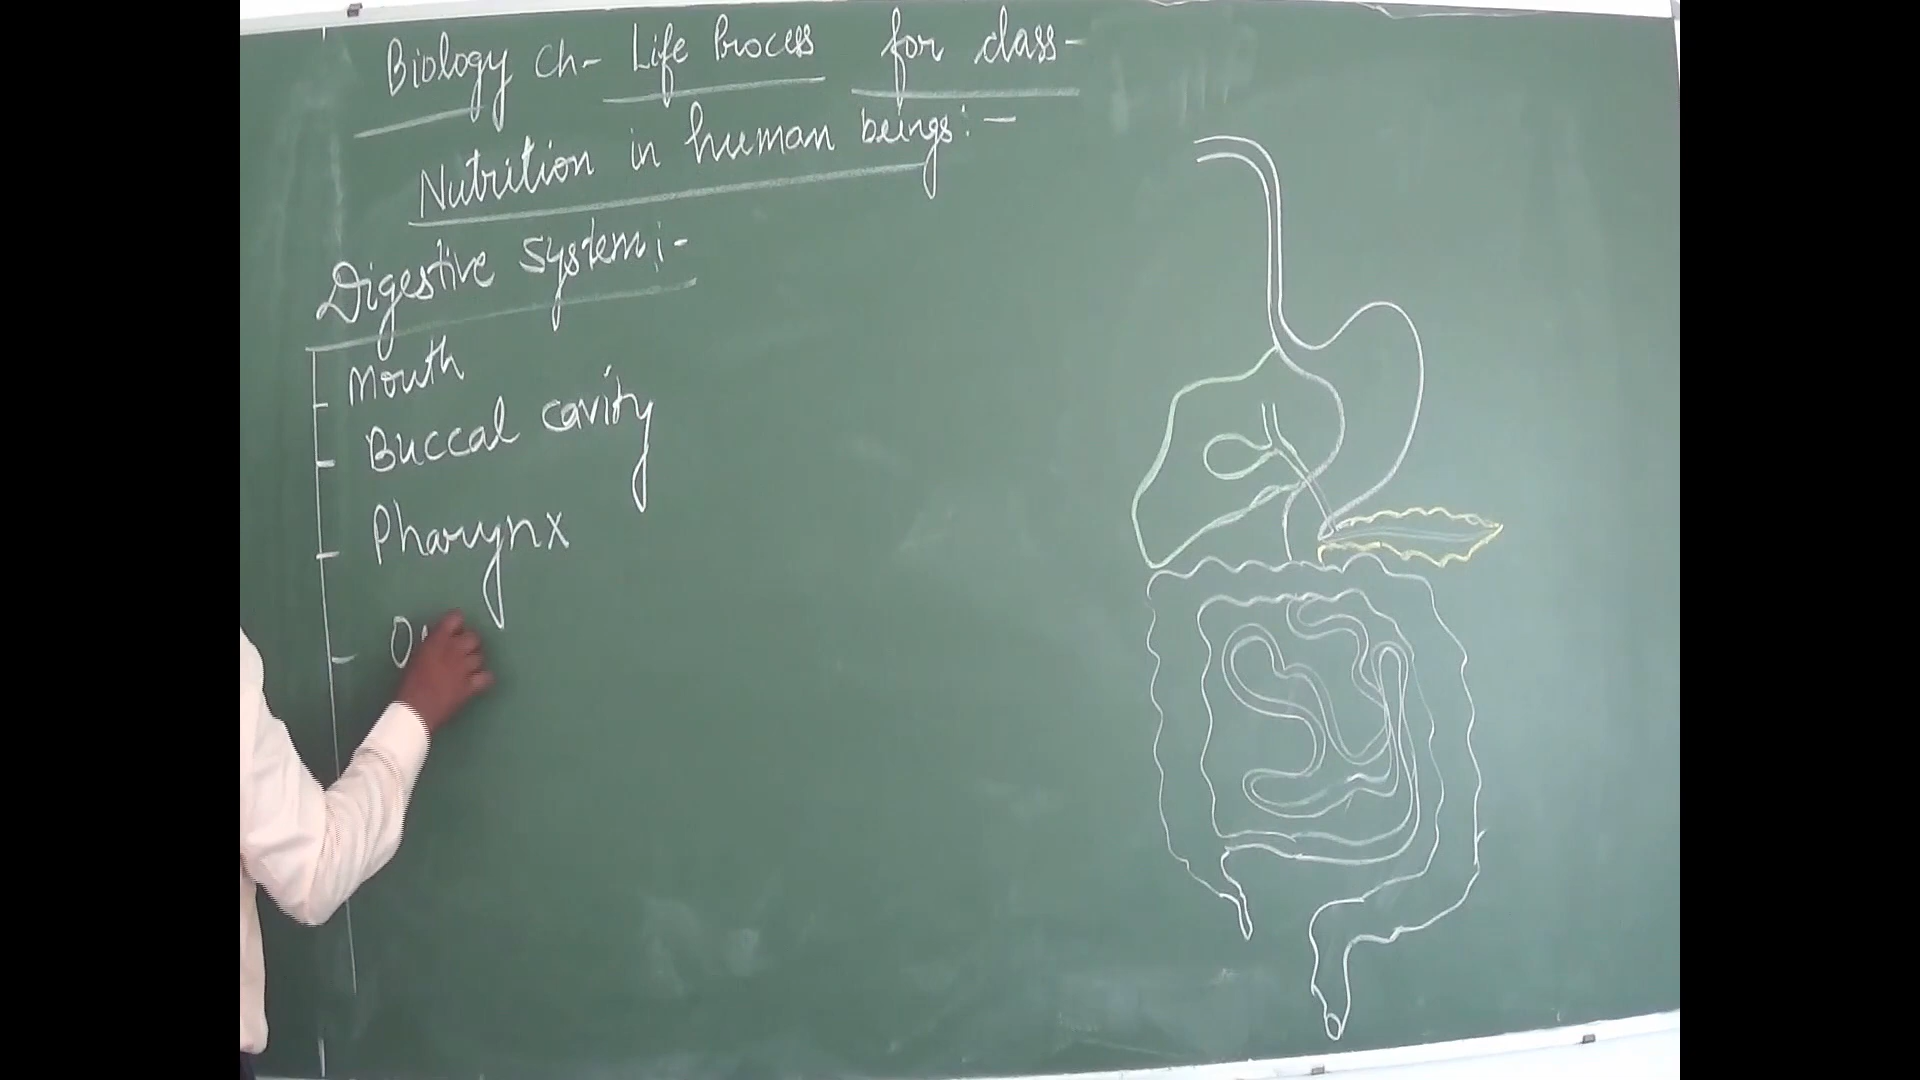 Biology Ch- Life Process for class-
Nutrition in human beings:-
Digestive System:-
Mouth
Buccal cavity
Pharynx